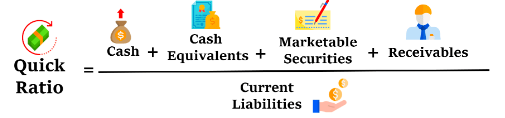 Quick Ratio = Cash + Cash Equivalents + Marketable Securities + Receivables
Current Liabilities